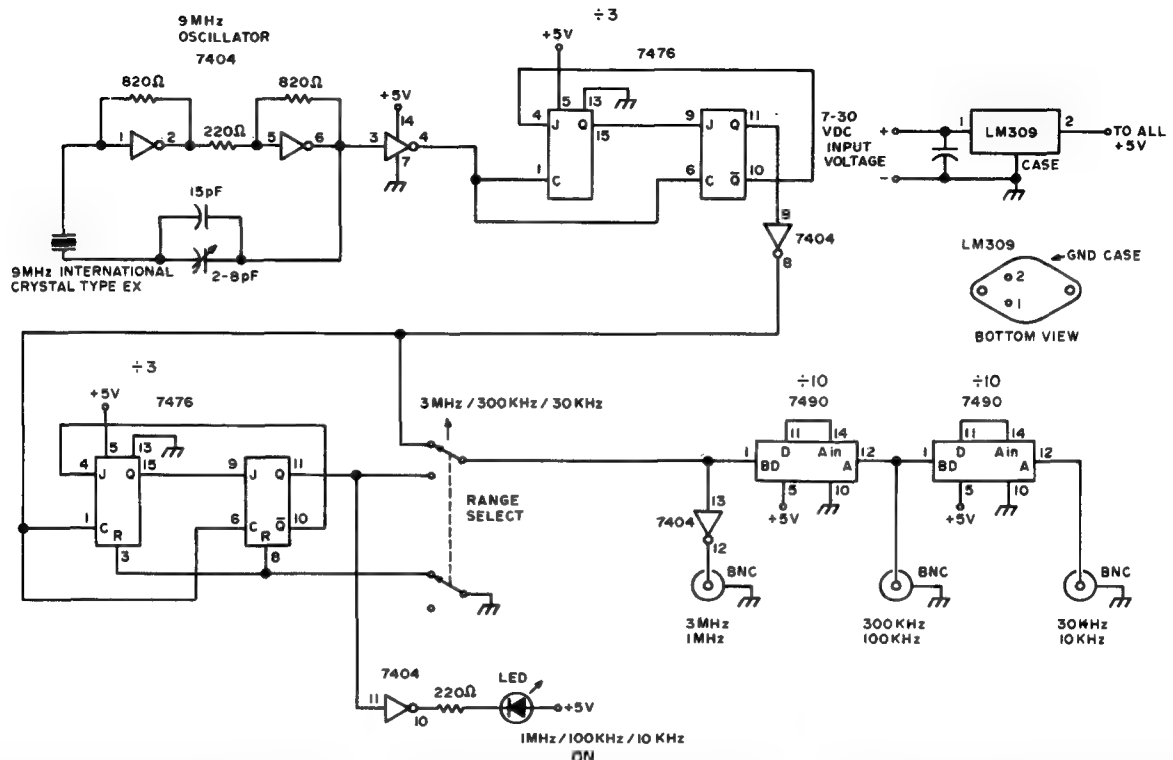 9MHz
OSCILLATOR
7404
820Ω
820Ω
220Ω
1
2
5
6
15pF
2-8pF
9MHz INTERNATIONAL
CRYSTAL TYPE EX
+5V
14
3
4
7
÷3
+5V
7476
5
13
4
J
Q
15
1
C
9
J
Q
11
6
C
Q̅
10
9
7404
8
7-30
VDC
INPUT
VOLTAGE
+
-
1
LM309
2
TO ALL
+5V
CASE
LM309
GND CASE
2
1
BOTTOM VIEW
÷3
+5V
7476
5
13
4
J
Q
15
1
C
R
3
9
J
Q
11
6
C
R
Q̅
10
8
3MHz/300KHz/30KHz
RANGE
SELECT
÷10
7490
11
14
1
D
A in
12
BD
A
5
10
+5V
÷10
7490
11
14
1
D
A in
12
BD
A
5
10
+5V
13
7404
12
BNC
3MHz
1MHz
BNC
300KHz
100KHz
BNC
30KHz
10KHz
7404
11
10
220Ω
LED
+5V
1MHz/100KHz/10KHz
ON